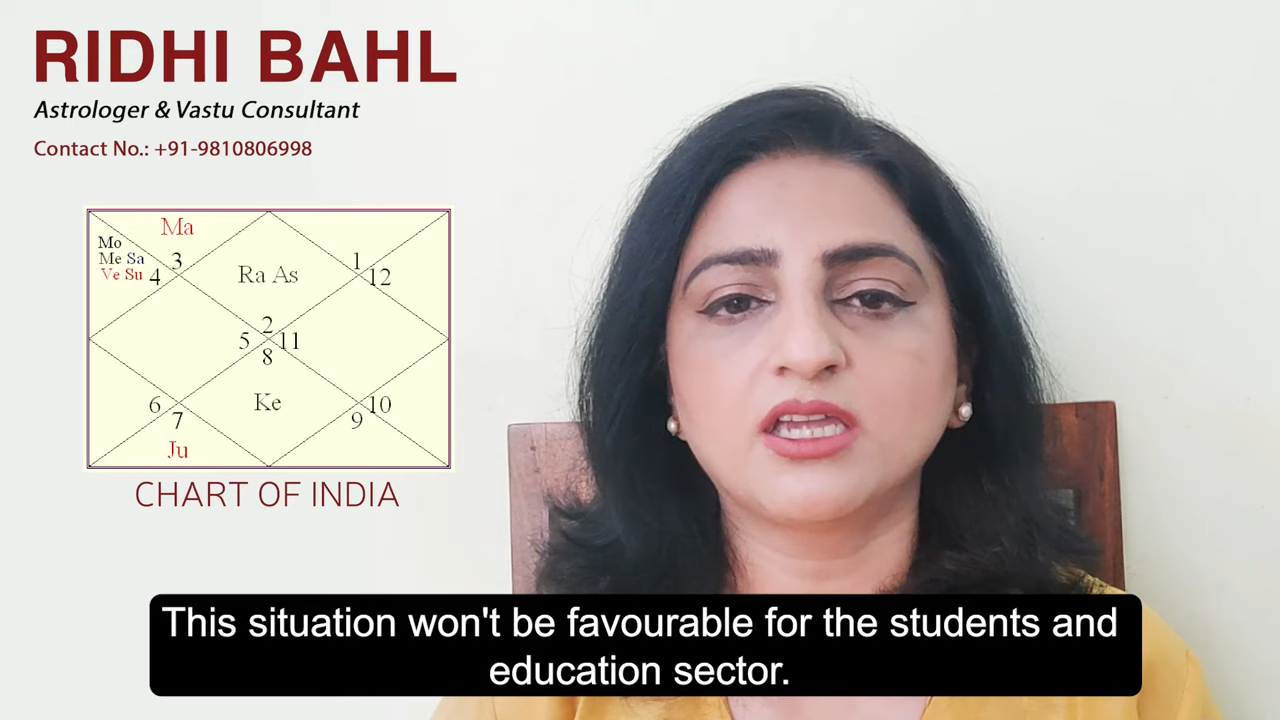 RIDHI BAHL
Astrologer & Vastu Consultant
Contact No.: +91-9810806998
Ma
Mo
Me Sa
Ve Su
4
3
Ra As
1
12
2
5
11
8
6
7
Ke
10
9
Ju
CHART OF INDIA
This situation won't be favourable for the students and
education sector.